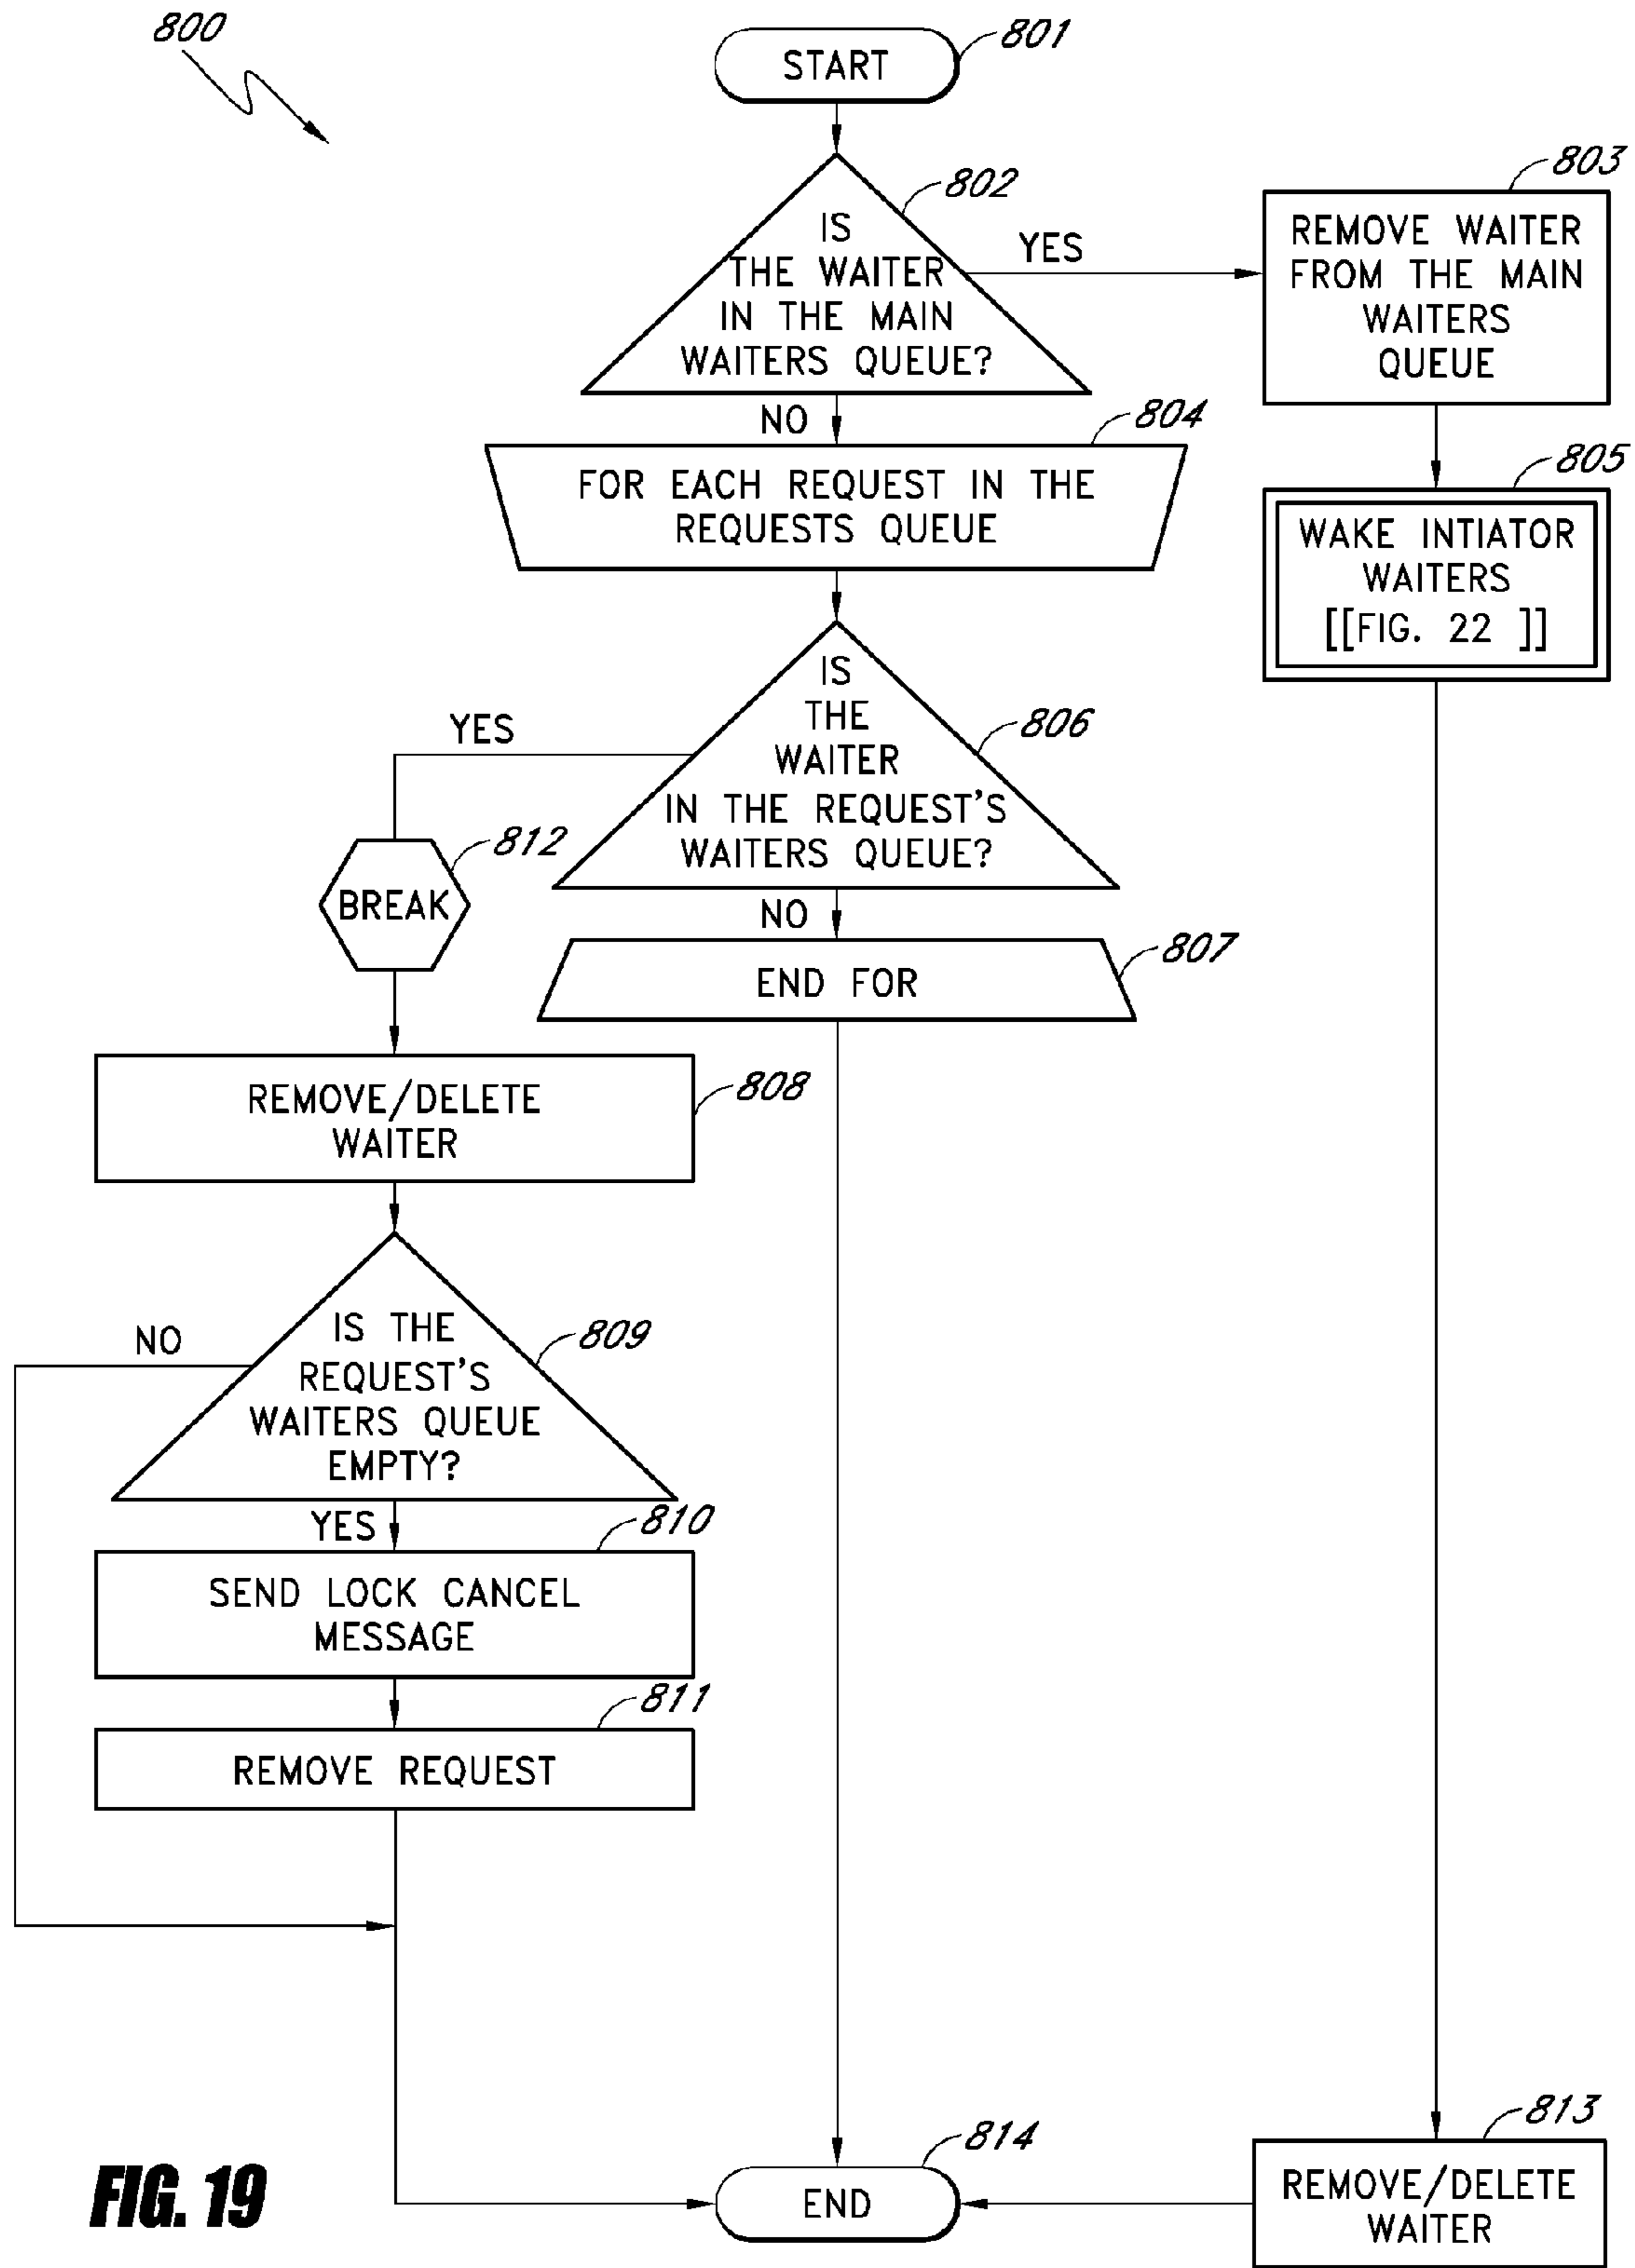 800
START
801
IS
THE WAITER
IN THE MAIN
WAITERS QUEUE?
802
YES
REMOVE WAITER
FROM THE MAIN
WAITERS
QUEUE
803
NO
FOR EACH REQUEST IN THE
REQUESTS QUEUE
804
WAKE INTIATOR
WAITERS
[[FIG. 22 ]]
805
IS
THE
WAITER
IN THE REQUEST'S
WAITERS QUEUE?
806
YES
BREAK
812
NO
END FOR
807
REMOVE/DELETE
WAITER
808
IS THE
REQUEST'S
WAITERS QUEUE
EMPTY?
809
NO
YES
SEND LOCK CANCEL
MESSAGE
810
REMOVE REQUEST
811
END
814
REMOVE/DELETE
WAITER
813
FIG. 19